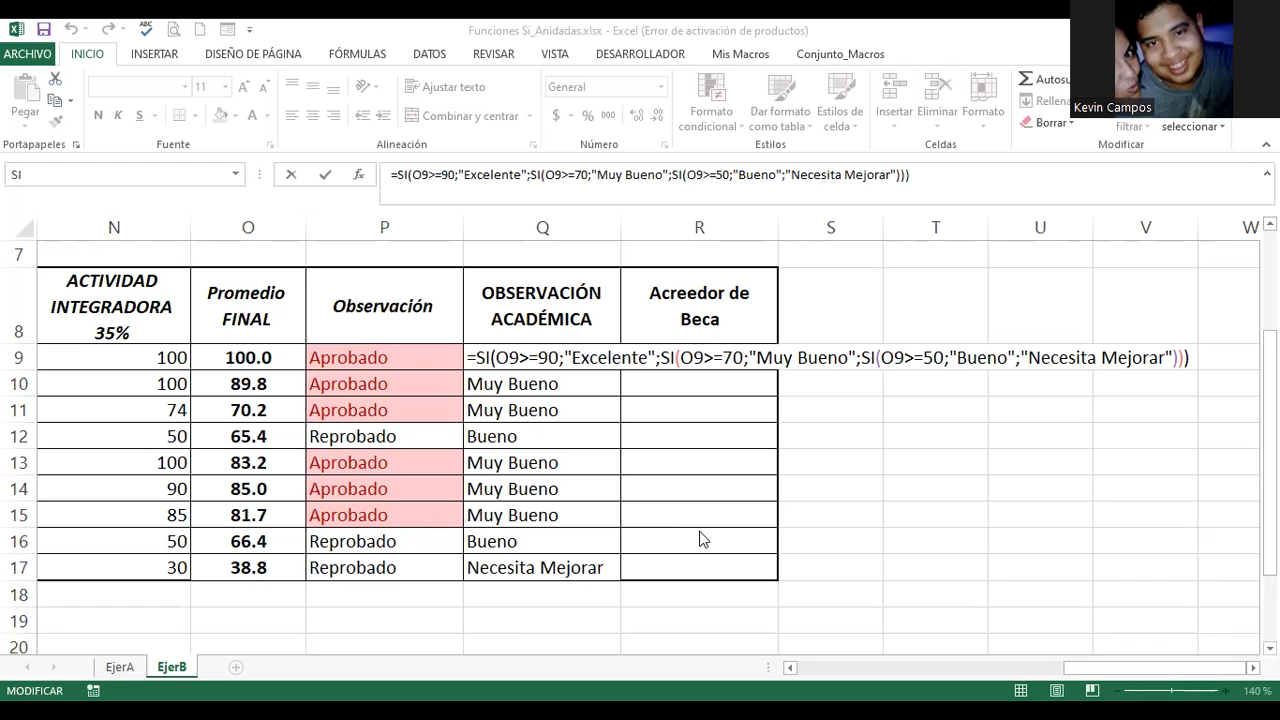 Funciones Si_Anidadas.xlsx - Excel (Error de activación de productos)
ARCHIVO INICIO INSERTAR DISEÑO DE PÁGINA FÓRMULAS DATOS REVISAR VISTA DESARROLLADOR Mis Macros Conjunto_Macros
Kevin Campos
Pegar
11
N K S
Ajustar texto
Combinar y centrar
General
$ % 000
Formato condicional
Dar formato como tabla
Estilos de celda
Insertar Eliminar Formato
Autosu
Rellena
Borrar
filtrar
seleccionar
Portapapeles Fuente Alineación Número Estilos Celdas Modificar
SI
=SI(O9>=90;"Excelente";SI(O9>=70;"Muy Bueno";SI(O9>=50;"Bueno";"Necesita Mejorar")))
N O P Q R S T U V W
7
8 ACTIVIDAD INTEGRADORA 35% Promedio FINAL Observación OBSERVACIÓN ACADÉMICA Acreedor de Beca
9 100 100.0 Aprobado =SI(O9>=90;"Excelente";SI(O9>=70;"Muy Bueno";SI(O9>=50;"Bueno";"Necesita Mejorar")))
10 100 89.8 Aprobado Muy Bueno
11 74 70.2 Aprobado Muy Bueno
12 50 65.4 Reprobado Bueno
13 100 83.2 Aprobado Muy Bueno
14 90 85.0 Aprobado Muy Bueno
15 85 81.7 Aprobado Muy Bueno
16 50 66.4 Reprobado Bueno
17 30 38.8 Reprobado Necesita Mejorar
18
19
20
EjerA EjerB
MODIFICAR
140 %